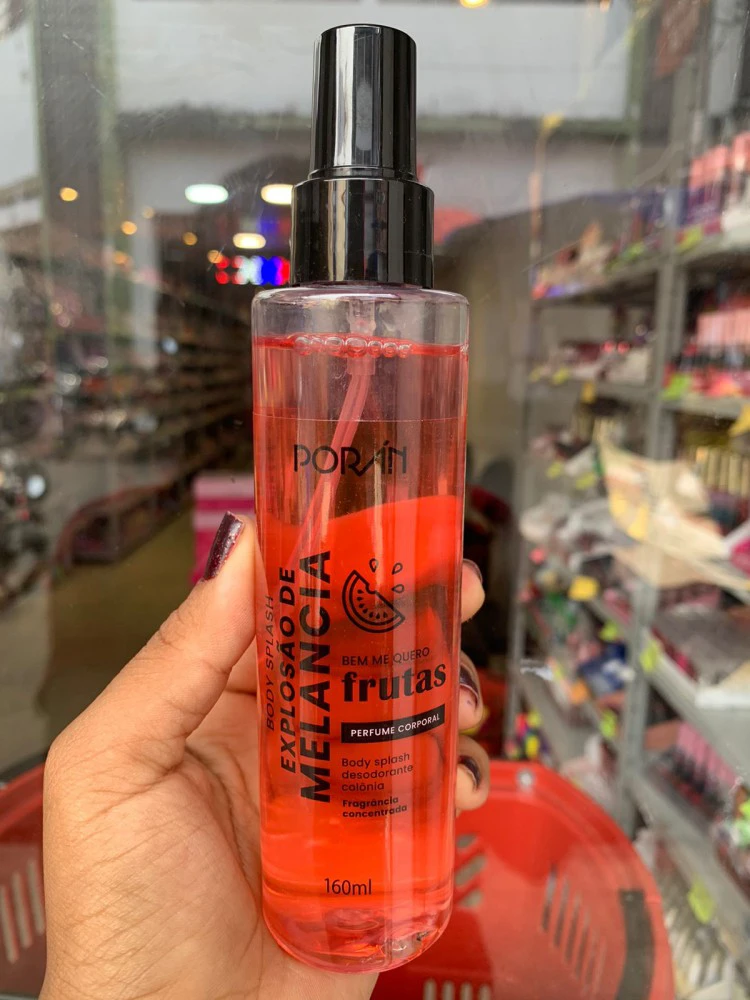 PORÁN
BODY SPLASH
EXPLOSÃO DE
MELANCIA
BEM ME QUERO
frutas
PERFUME CORPORAL
Body splash
desodorante
colônia
Fragrância
concentrada
160ml